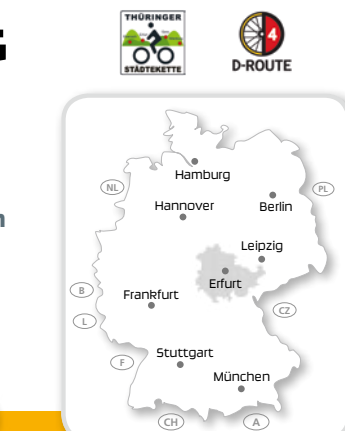 THÜRINGER
STÄDTEKETTE
4
D-ROUTE
Hamburg
NL
PL
Hannover
Berlin
Leipzig
Erfurt
B
Frankfurt
CZ
L
Stuttgart
F
München
CH
A